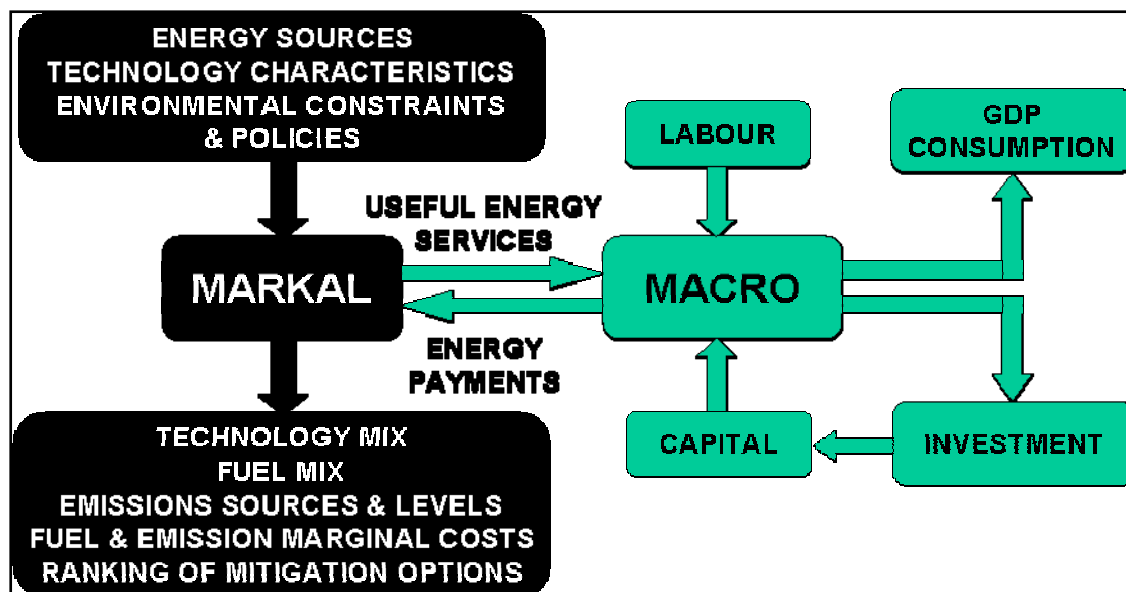 ENERGY SOURCES
TECHNOLOGY CHARACTERISTICS
ENVIRONMENTAL CONSTRAINTS
& POLICIES
LABOUR
GDP
CONSUMPTION
USEFUL ENERGY
SERVICES
MARKAL
MACRO
ENERGY
PAYMENTS
CAPITAL
INVESTMENT
TECHNOLOGY MIX
FUEL MIX
EMISSIONS SOURCES & LEVELS
FUEL & EMISSION MARGINAL COSTS
RANKING OF MITIGATION OPTIONS